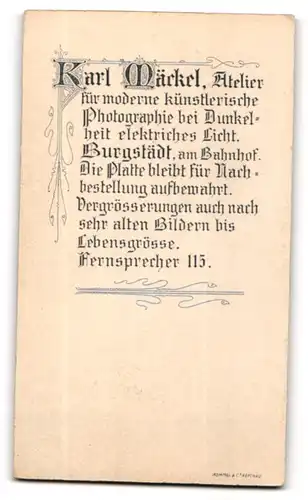 Karl Mäckel, Atelier
für moderne künstlerische
Photographie bei Dunkel-
heit elektriches Licht.
Burgstädt, am Bahnhof.
Die Platte bleibt für Nach-
bestellung aufbewahrt.
Vergrösserungen auch nach
sehr alten Bildern bis
Lebensgrösse.
Fernsprecher 115.